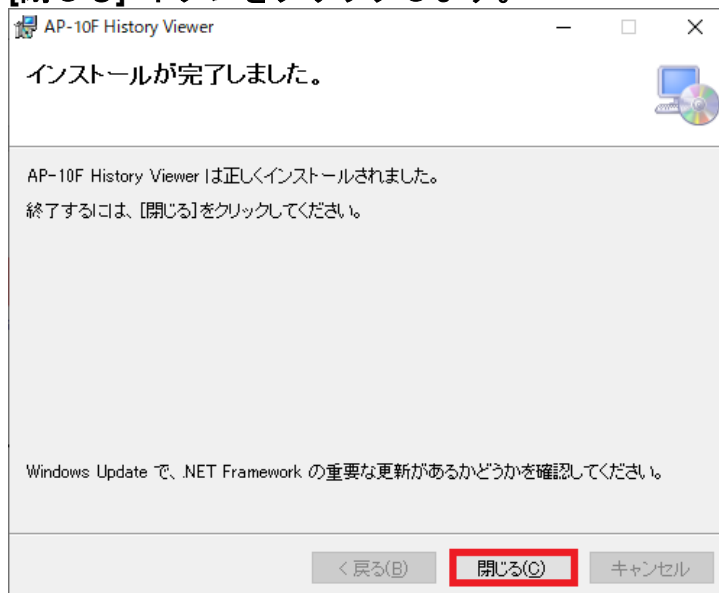 AP-10F History Viewer
インストールが完了しました。
AP-10F History Viewer は正しくインストールされました。
終了するには、[閉じる]をクリックしてください。
Windows Update で、.NET Framework の重要な更新があるかどうかを確認してください。
< 戻る(B) 閉じる(C) キャンセル